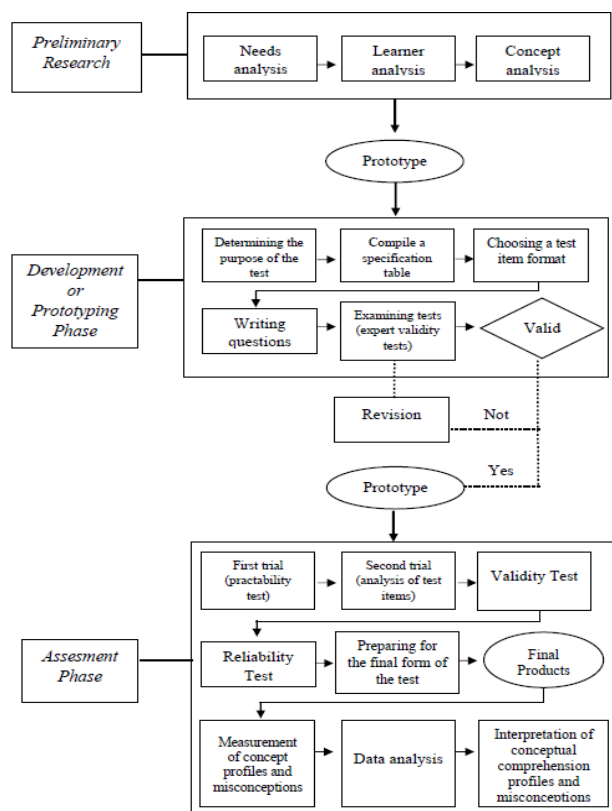 Preliminary
Research
Needs
analysis
Learner
analysis
Concept
analysis
Prototype
Development
or
Prototyping
Phase
Determining the
purpose of the
test
Compile a
specification
table
Choosing a test
item format
Writing
questions
Examining tests
(expert validity
tests)
Valid
Revision
Not
Yes
Prototype
Assesment
Phase
First trial
(practability
test)
Second trial
(analysis of test
items)
Validity Test
Reliability
Test
Preparing for
the final form of
the test
Final
Products
Measurement
of concept
profiles and
misconceptions
Data analysis
Interpretation of
conceptual
comprehension
profiles and
misconceptions